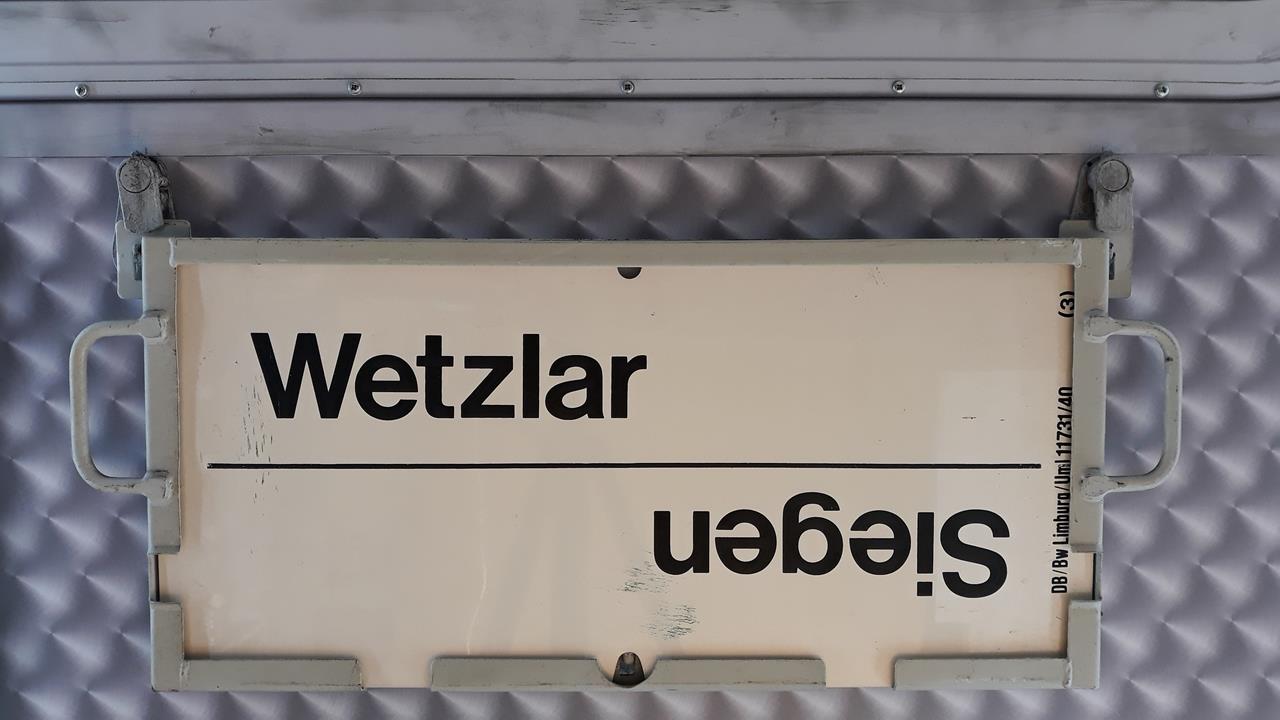 Wetzlar
Siegen
DB/Bw Limburg/Uml 11731/40 (3)